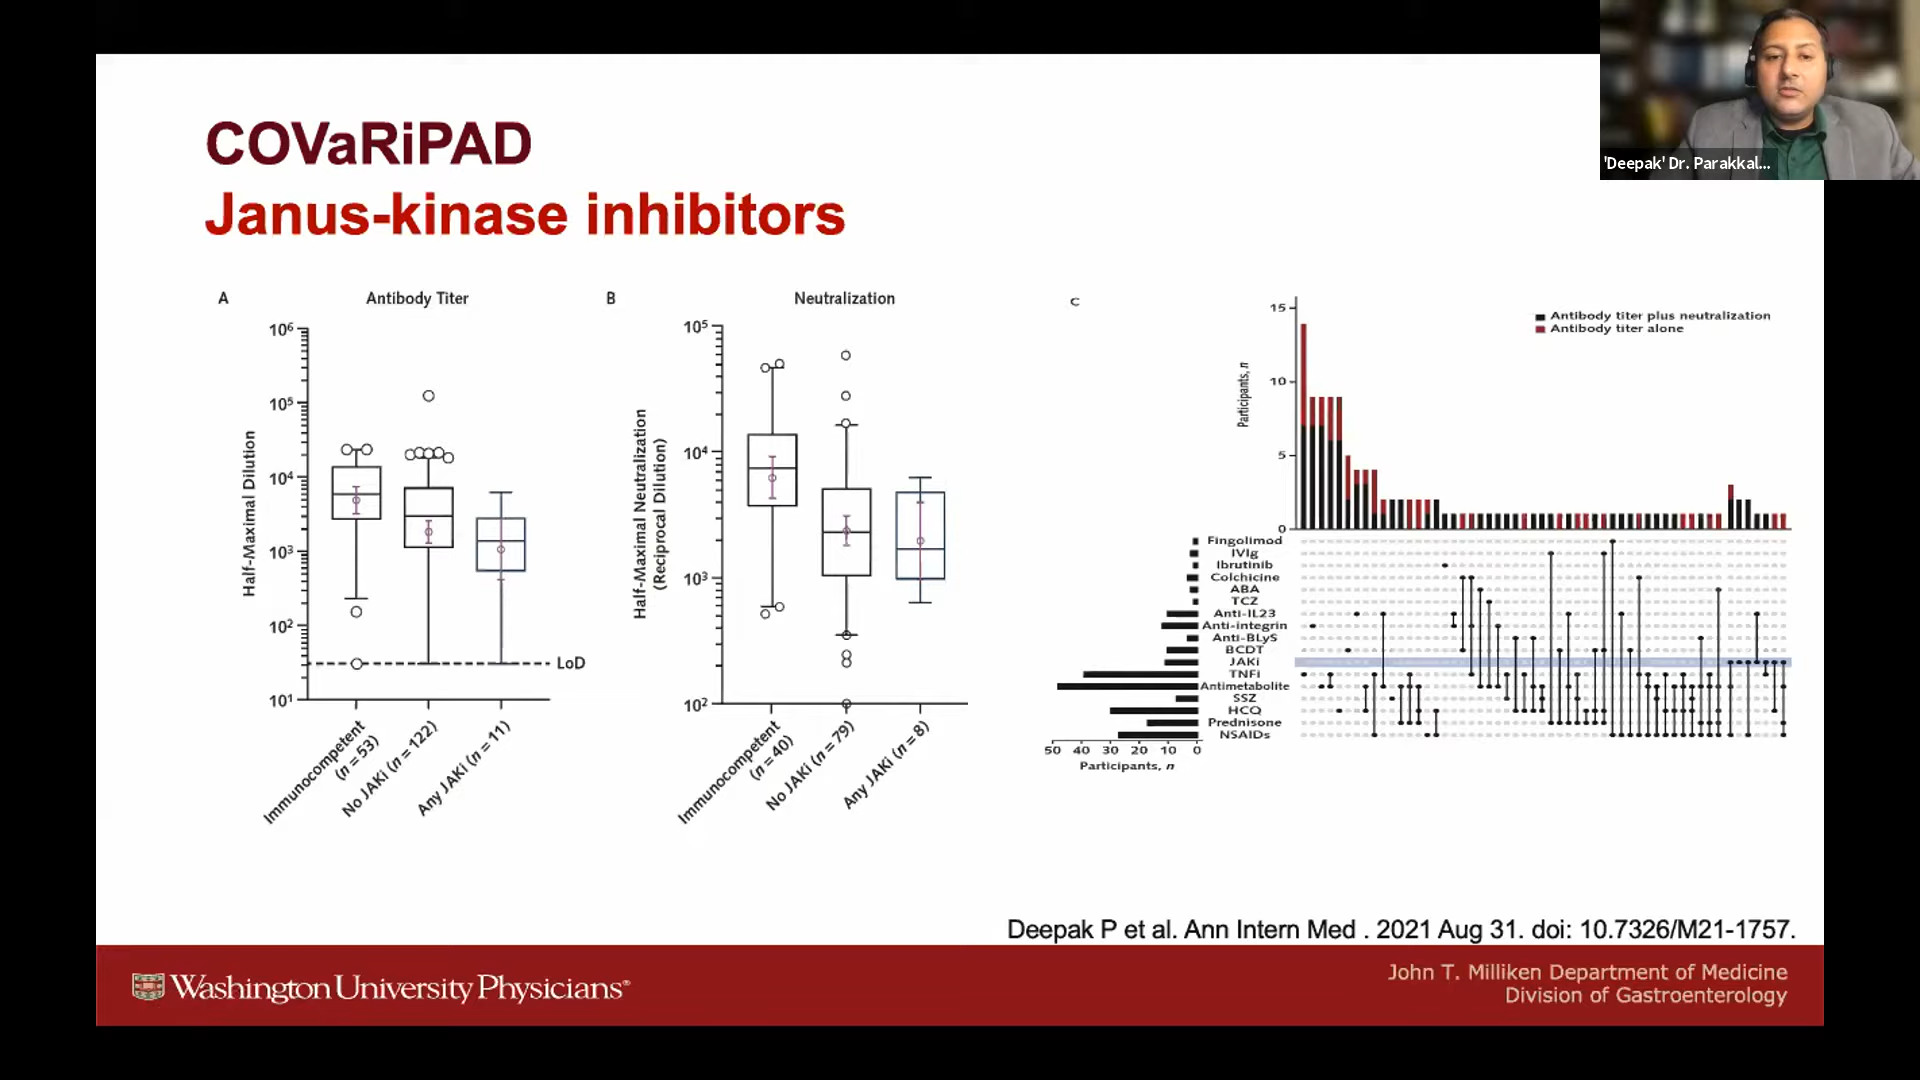 'Deepak' Dr. Parakkal...
COVaRiPAD
Janus-kinase inhibitors
A
Antibody Titer
Half-Maximal Dilution
10⁶
10⁵
10⁴
10³
10²
10¹
LoD
Immunocompetent
(n = 53)
No JAKi (n = 122)
Any JAKi (n = 11)
B
Neutralization
Half-Maximal Neutralization
(Reciprocal Dilution)
10⁵
10⁴
10³
10²
Immunocompetent
(n = 40)
No JAKi (n = 79)
Any JAKi (n = 8)
C
Participants, n
15
10
5
0
Antibody titer plus neutralization
Antibody titer alone
Fingolimod
IVIg
Ibrutinib
Colchicine
ABA
TCZ
Anti-IL23
Anti-integrin
Anti-BLyS
BCDT
JAKi
TNFi
Antimetabolite
SSZ
HCQ
Prednisone
NSAIDs
50 40 30 20 10 0
Participants, n
Deepak P et al. Ann Intern Med . 2021 Aug 31. doi: 10.7326/M21-1757.
Washington University Physicians®
John T. Milliken Department of Medicine
Division of Gastroenterology